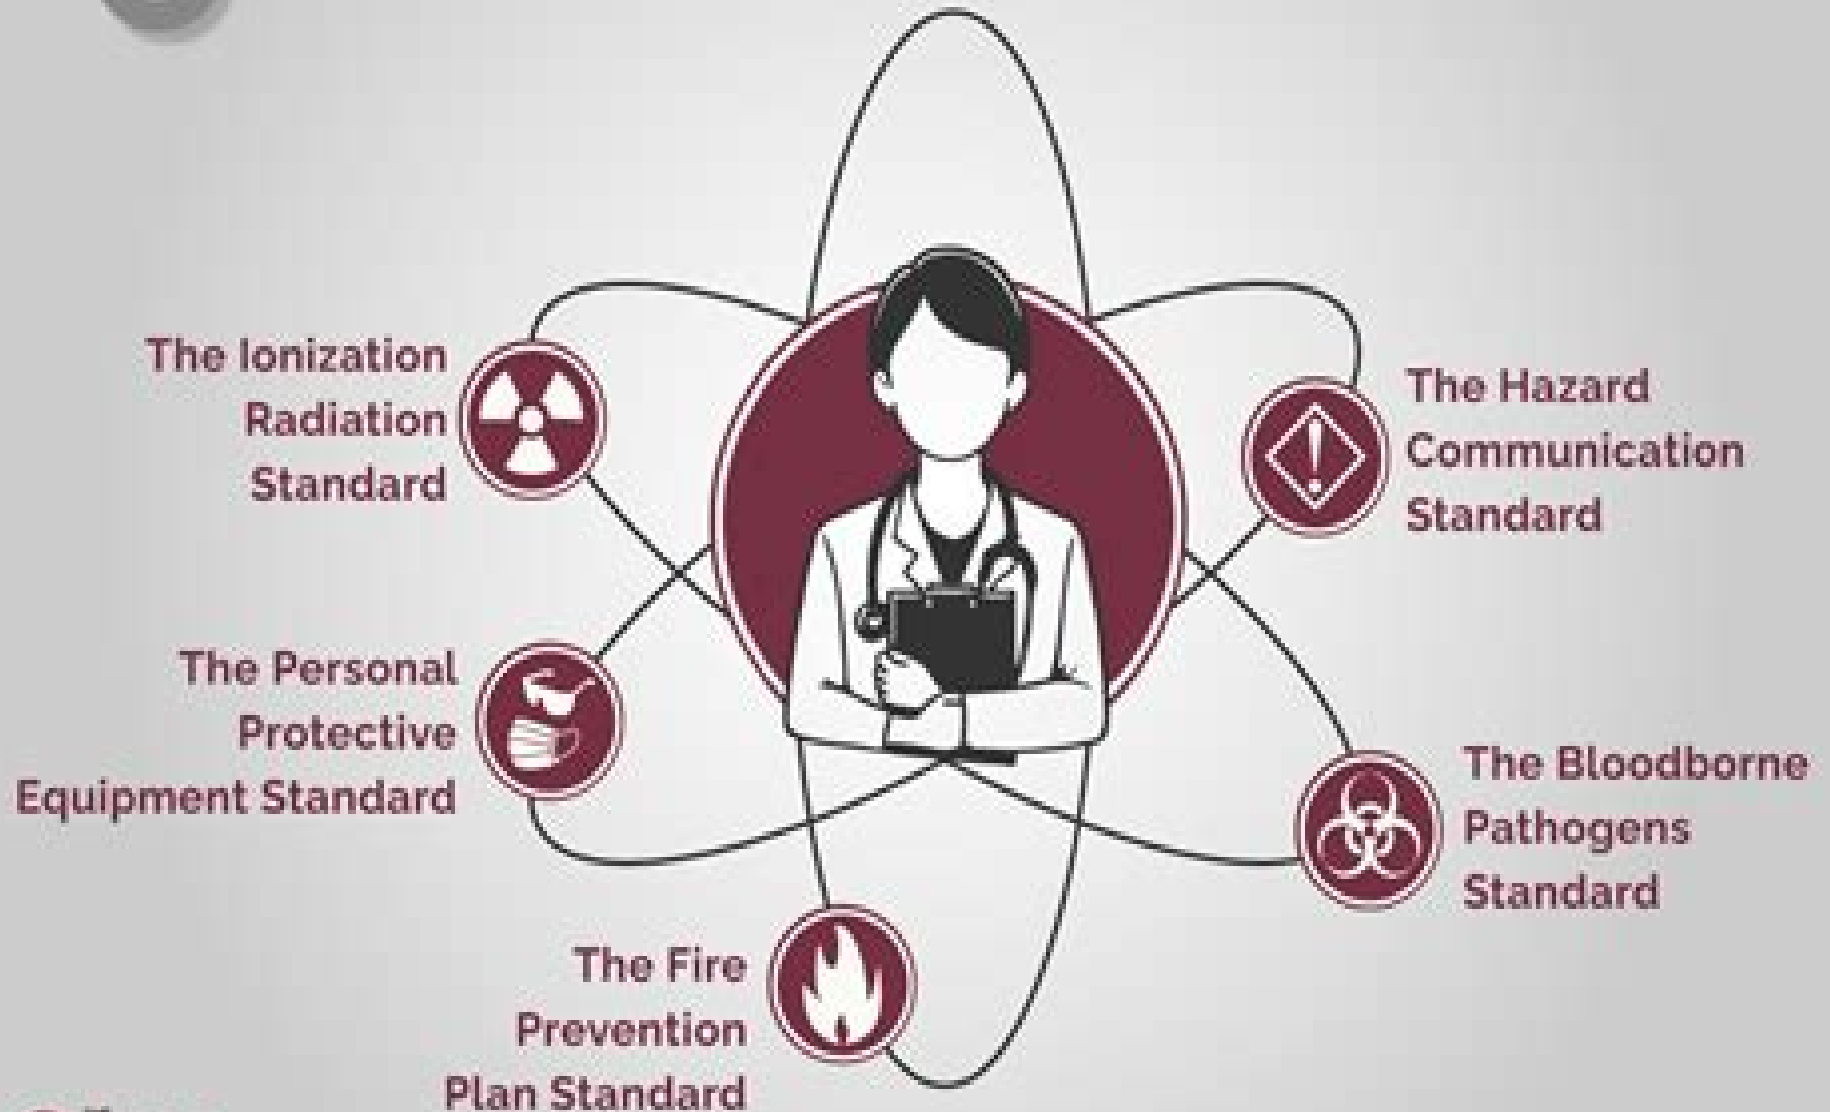 The Ionization
Radiation
Standard
The Hazard
Communication
Standard
The Personal
Protective
Equipment Standard
The Bloodborne
Pathogens
Standard
The Fire
Prevention
Plan Standard